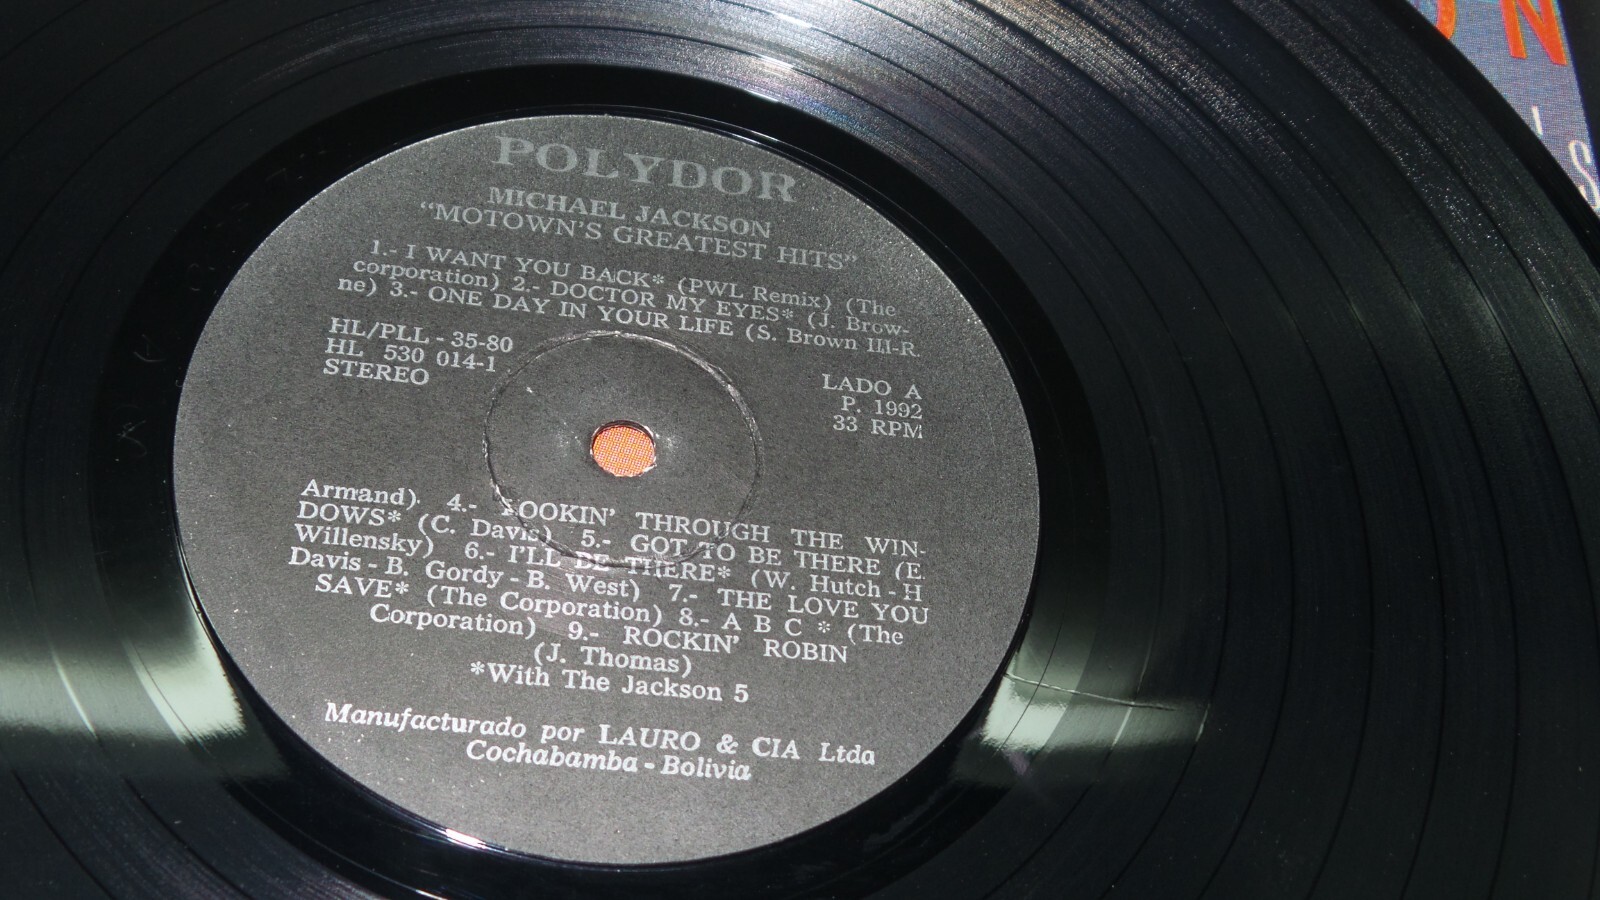 POLYDOR
MICHAEL JACKSON
“MOTOWN'S GREATEST HITS”
1.- I WANT YOU BACK* (PWL Remix) (The
corporation) 2.- DOCTOR MY EYES* (J. Brow-
ne) 3.- ONE DAY IN YOUR LIFE (S. Brown III-R.
HL/PLL - 35-80
HL 530 014-1
STEREO
LADO A
P. 1992
33 RPM
Armand). 4.- LOOKIN' THROUGH THE WIN-
DOWS* (C. Davis) 5.- GOT TO BE THERE (E.
Willensky) 6.- I'LL BE THERE* (W. Hutch - H
Davis - B. Gordy - B. West) 7.- THE LOVE YOU
SAVE* (The Corporation) 8.- A B C * (The
Corporation) 9.- ROCKIN' ROBIN
(J. Thomas)
*With The Jackson 5
Manufacturado por LAURO & CIA Ltda
Cochabamba - Bolivia
ON
S